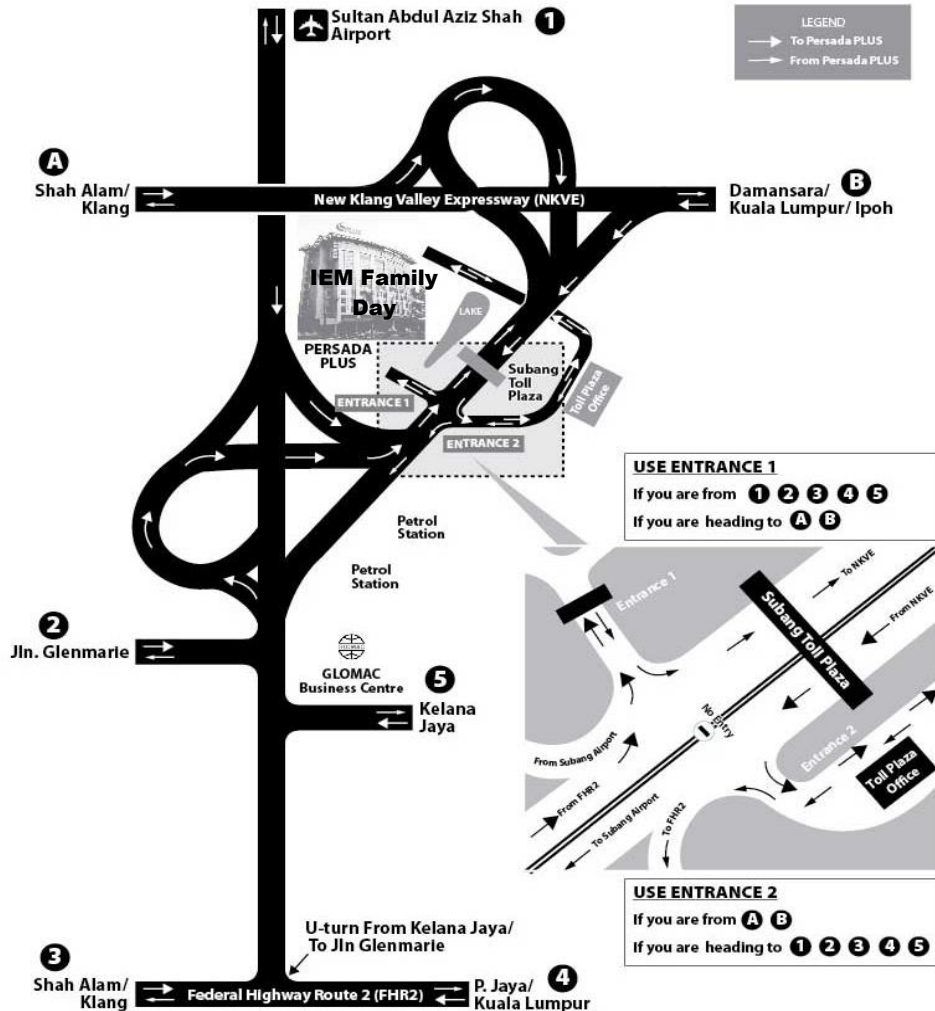 Sultan Abdul Aziz Shah
Airport
1
LEGEND
To Persada PLUS
From Persada PLUS
A
Shah Alam/
Klang
New Klang Valley Expressway (NKVE)
B
Damansara/
Kuala Lumpur/ Ipoh
IEM Family
Day
PERSADA
PLUS
LAKE
Subang
Toll
Plaza
Toll Plaza
Office
ENTRANCE 1
ENTRANCE 2
USE ENTRANCE 1
If you are from 1 2 3 4 5
If you are heading to A B
Petrol
Station
Petrol
Station
2
Jln. Glenmarie
GLOMAC
Business Centre
5
Kelana
Jaya
Entrance 1
To NKVE
From NKVE
Subang Toll Plaza
No Entry
Entrance 2
Toll Plaza
Office
From Subang Airport
From FHR2
To Subang Airport
To FHR2
USE ENTRANCE 2
If you are from A B
If you are heading to 1 2 3 4 5
U-turn From Kelana Jaya/
To Jln Glenmarie
3
Shah Alam/
Klang
Federal Highway Route 2 (FHR2)
4
P. Jaya/
Kuala Lumpur